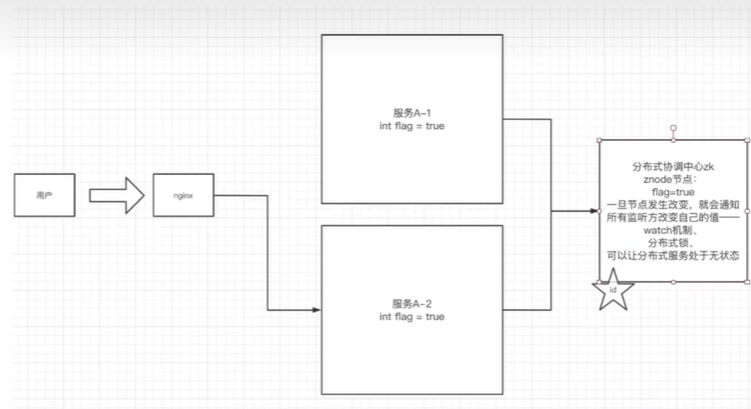 用户
nginx
服务A-1
int flag = true
服务A-2
int flag = true
分布式协调中心zk
znode节点：
flag=true
一旦节点发生改变，就会通知
所有监听方改变自己的值——
watch机制、
分布式锁、
可以让分布式服务处于无状态
id